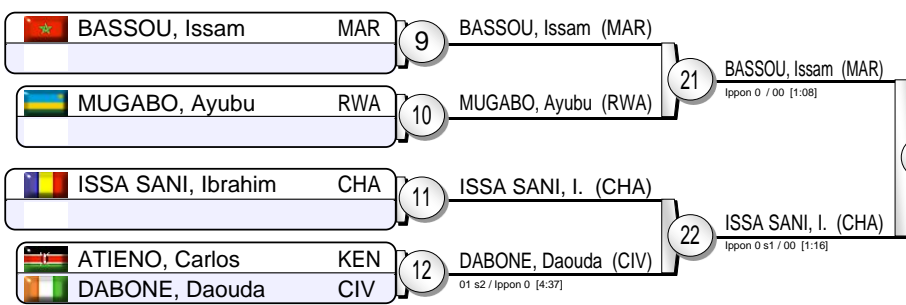 BASSOU, Issam MAR
9
BASSOU, Issam (MAR)
21
BASSOU, Issam (MAR)
Ippon 0 / 00 [1:08]
MUGABO, Ayubu RWA
10
MUGABO, Ayubu (RWA)
ISSA SANI, Ibrahim CHA
11
ISSA SANI, I. (CHA)
22
ISSA SANI, I. (CHA)
Ippon 0 s1 / 00 [1:16]
ATIENO, Carlos KEN
12
DABONE, Daouda (CIV)
01 s2 / Ippon 0 [4:37]
DABONE, Daouda CIV